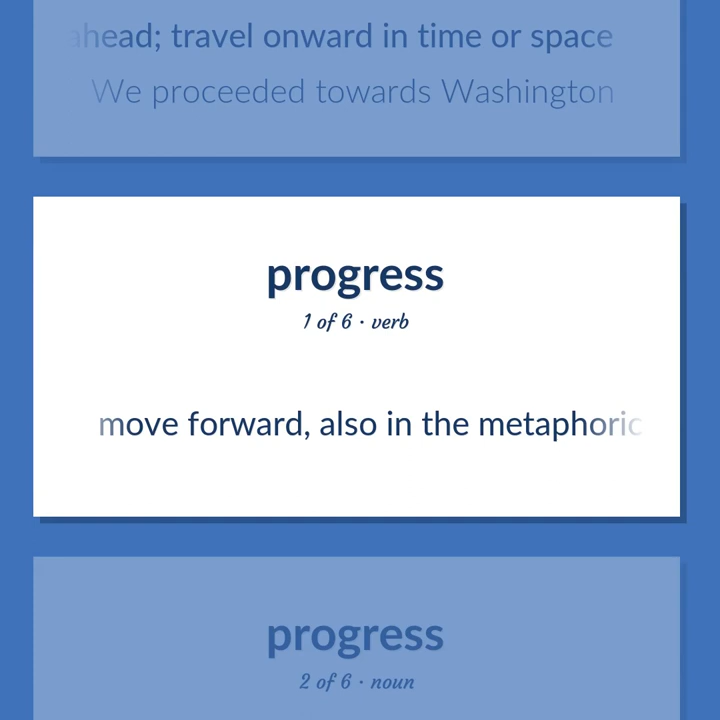 ahead; travel onward in time or space
We proceeded towards Washington
progress
1 of 6 · verb
move forward, also in the metaphoric
progress
2 of 6 · noun